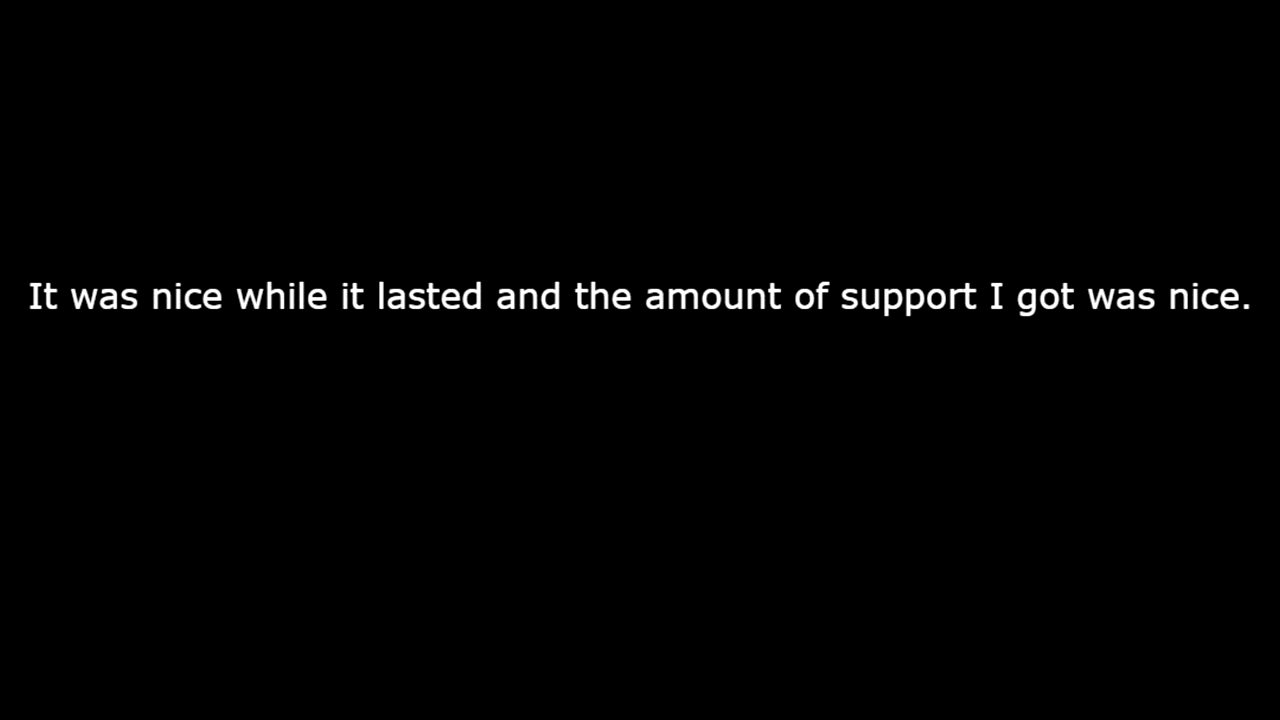 It was nice while it lasted and the amount of support I got was nice.